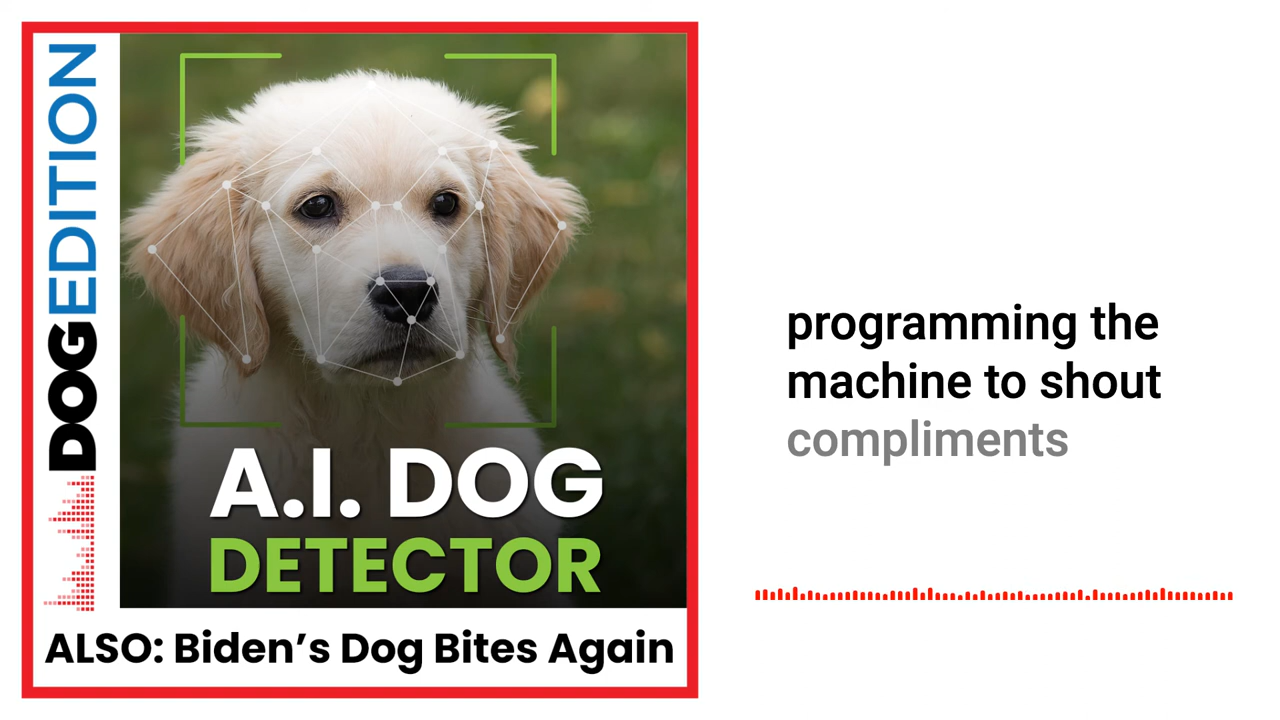 DOGEDITION
A.I. DOG
DETECTOR
ALSO: Biden’s Dog Bites Again
programming the
machine to shout
compliments